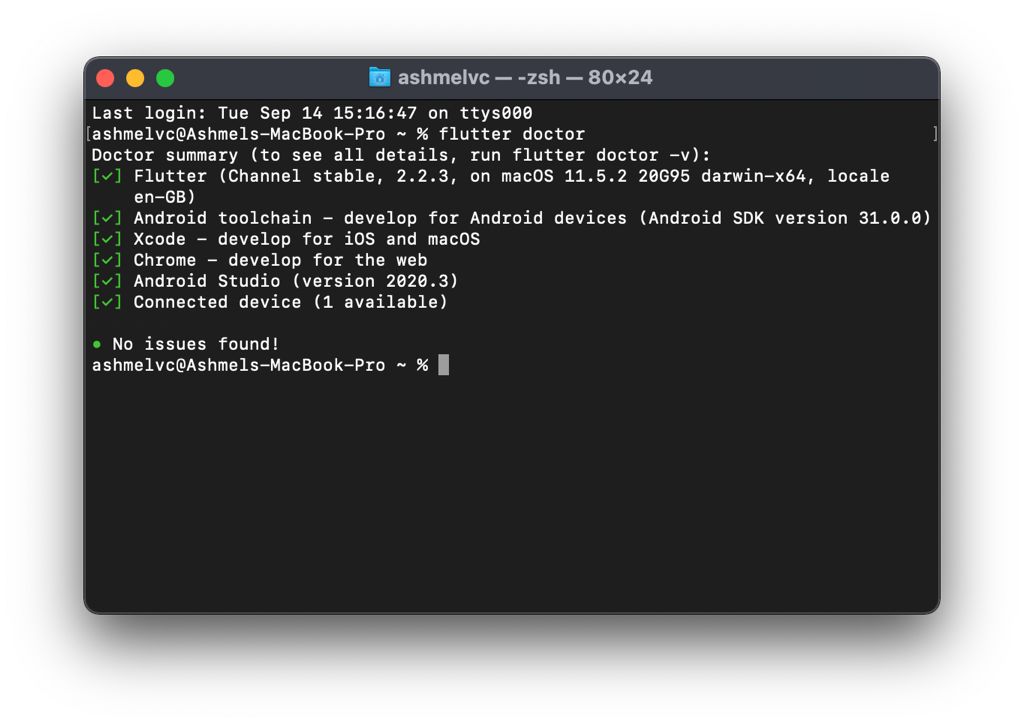 ashmelvc — -zsh — 80×24
Last login: Tue Sep 14 15:16:47 on ttys000
[ashmelvc@Ashmels-MacBook-Pro ~ % flutter doctor ]
Doctor summary (to see all details, run flutter doctor -v):
[✓] Flutter (Channel stable, 2.2.3, on macOS 11.5.2 20G95 darwin-x64, locale
en-GB)
[✓] Android toolchain - develop for Android devices (Android SDK version 31.0.0)
[✓] Xcode - develop for iOS and macOS
[✓] Chrome - develop for the web
[✓] Android Studio (version 2020.3)
[✓] Connected device (1 available)
• No issues found!
ashmelvc@Ashmels-MacBook-Pro ~ %